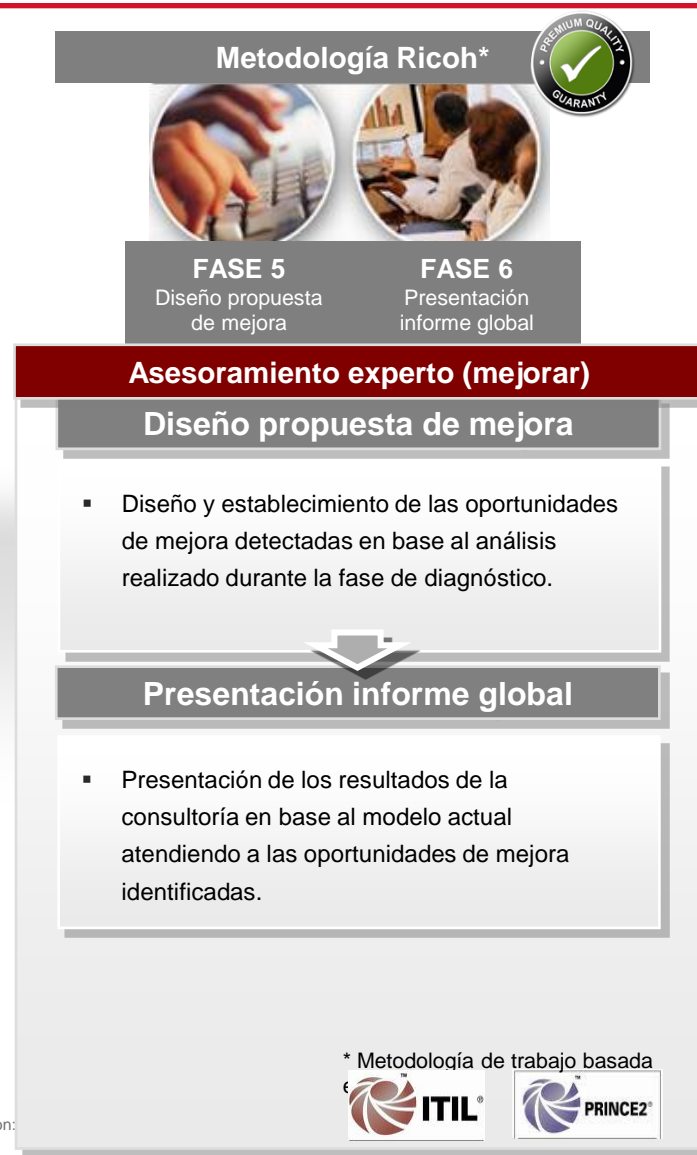 Metodología Ricoh*
PREMIUM QUALITY
GUARANTY
FASE 5
Diseño propuesta
de mejora
FASE 6
Presentación
informe global
Asesoramiento experto (mejorar)
Diseño propuesta de mejora
▪ Diseño y establecimiento de las oportunidades
de mejora detectadas en base al análisis
realizado durante la fase de diagnóstico.
Presentación informe global
▪ Presentación de los resultados de la
consultoría en base al modelo actual
atendiendo a las oportunidades de mejora
identificadas.
* Metodología de trabajo basada
ITIL®
PRINCE2®